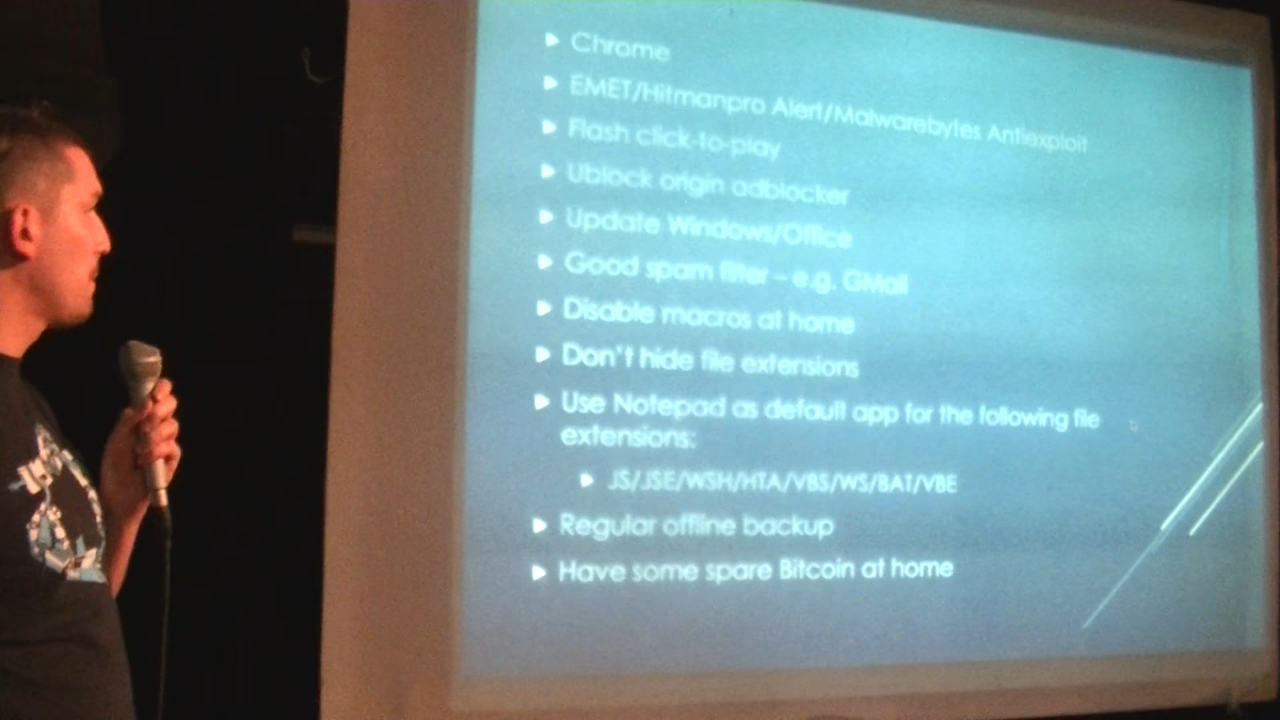 Chrome
EMET/Hitmanpro Alert/Malwarebytes Antiexploit
Flash click-to-play
Ublock origin adblocker
Update Windows/Office
Good spam filter – e.g. GMail
Disable macros at home
Don't hide file extensions
Use Notepad as default app for the following file
extensions:
JS/JSE/WSH/HTA/VBS/WS/BAT/VBE
Regular offline backup
Have some spare Bitcoin at home